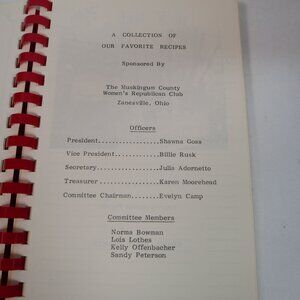 A COLLECTION OF
OUR FAVORITE RECIPES
Sponsored By
The Muskingum County
Women's Republican Club
Zanesville, Ohio
Officers
President................Shawna Goss
Vice President...........Billie Rusk
Secretary................Julia Adornetto
Treasurer................Karen Moorehead
Committee Chairman.......Evelyn Camp
Committee Members
Norma Bowman
Lois Lothes
Kelly Offenbacher
Sandy Peterson